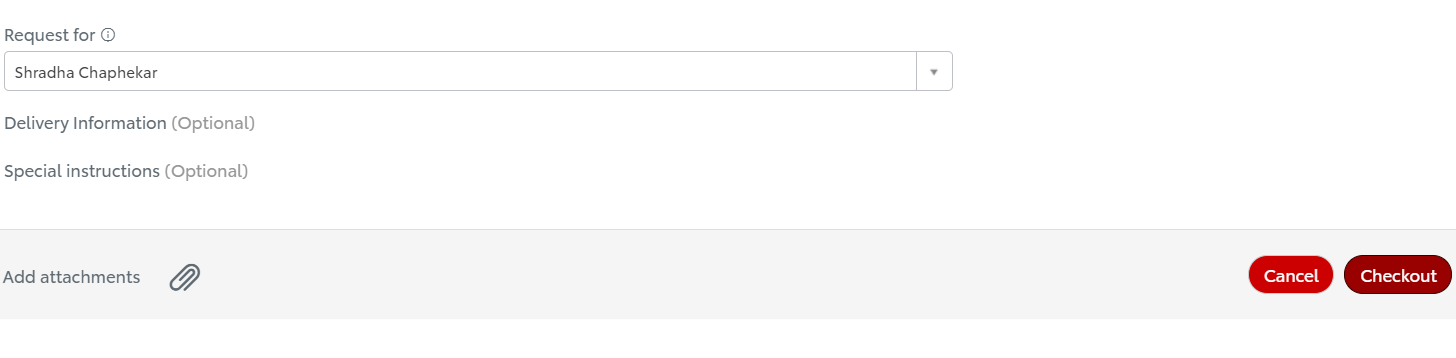 Request for
Shradha Chaphekar
Delivery Information (Optional)
Special instructions (Optional)
Add attachments
Cancel
Checkout